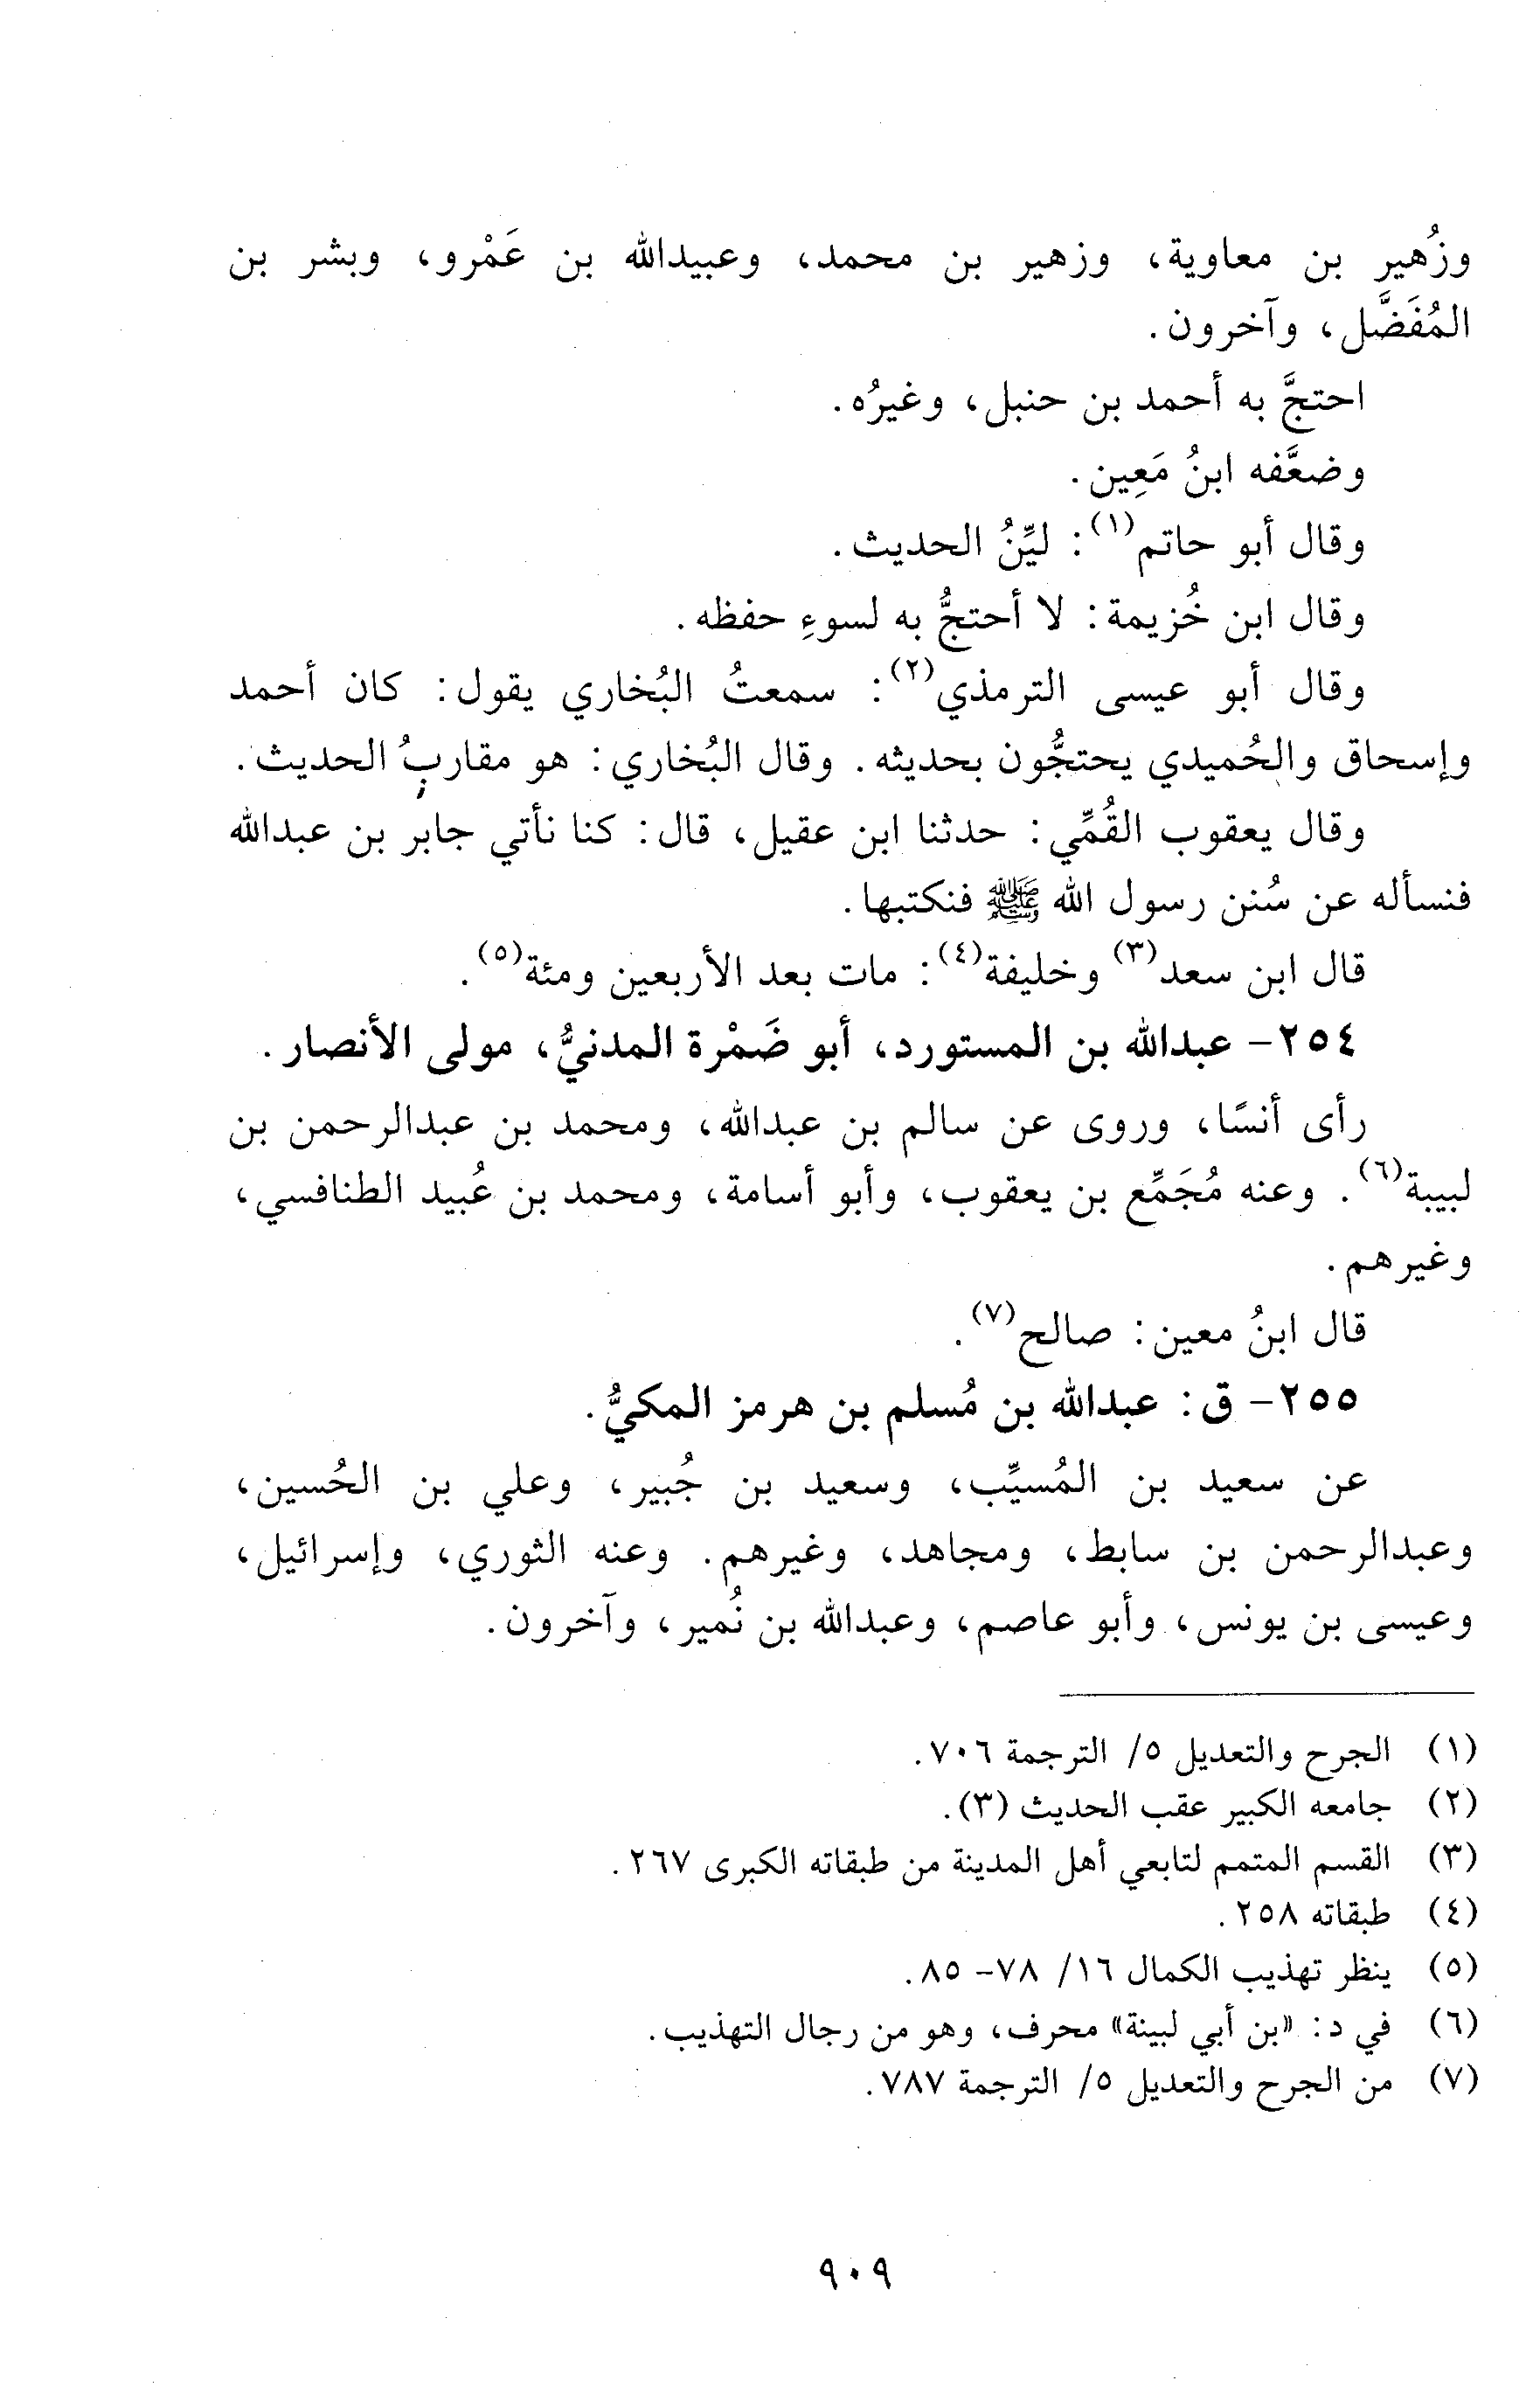 وزُهير بن معاوية، وزهير بن محمد، وعبيدالله بن عَمْرو، وبشر بن
المُفَضَّل، وآخرون.
احتجَّ به أحمد بن حنبل، وغيرُه.
وضعَّفه ابنُ مَعِين.
وقال أبو حاتم(١): ليِّنُ الحديث.
وقال ابن خُزيمة: لا أحتجُّ به لسوءِ حفظه.
وقال أبو عيسى الترمذي(٢): سمعتُ البُخاري يقول: كان أحمد
وإسحاق والحُميدي يحتجُّون بحديثه. وقال البُخاري: هو مقاربُِ الحديث.
وقال يعقوب القُمِّي: حدثنا ابن عقيل، قال: كنا نأتي جابر بن عبدالله
فنسأله عن سُنن رسول الله ﷺ فنكتبها.
قال ابن سعد(٣) وخليفة(٤): مات بعد الأربعين ومئة(٥).
٢٥٤- عبدالله بن المستورد، أبو ضَمْرة المدنيُّ، مولى الأنصار.
رأى أنسًا، وروى عن سالم بن عبدالله، ومحمد بن عبدالرحمن بن
لبيبة(٦). وعنه مُجَمِّع بن يعقوب، وأبو أسامة، ومحمد بن عُبيد الطنافسي،
وغيرهم.
قال ابنُ معين: صالح(٧).
٢٥٥- ق: عبدالله بن مُسلم بن هرمز المكيُّ.
عن سعيد بن المُسيِّب، وسعيد بن جُبير، وعلي بن الحُسين،
وعبدالرحمن بن سابط، ومجاهد، وغيرهم. وعنه الثوري، وإسرائيل،
وعيسى بن يونس، وأبو عاصم، وعبدالله بن نُمير، وآخرون.
(١) الجرح والتعديل ٥/ الترجمة ٧٠٦.
(٢) جامعه الكبير عقب الحديث (٣).
(٣) القسم المتمم لتابعي أهل المدينة من طبقاته الكبرى ٢٦٧.
(٤) طبقاته ٢٥٨.
(٥) ينظر تهذيب الكمال ١٦/ ٧٨- ٨٥.
(٦) في د: «بن أبي لبينة» محرف، وهو من رجال التهذيب.
(٧) من الجرح والتعديل ٥/ الترجمة ٧٨٧.
٩٠٩